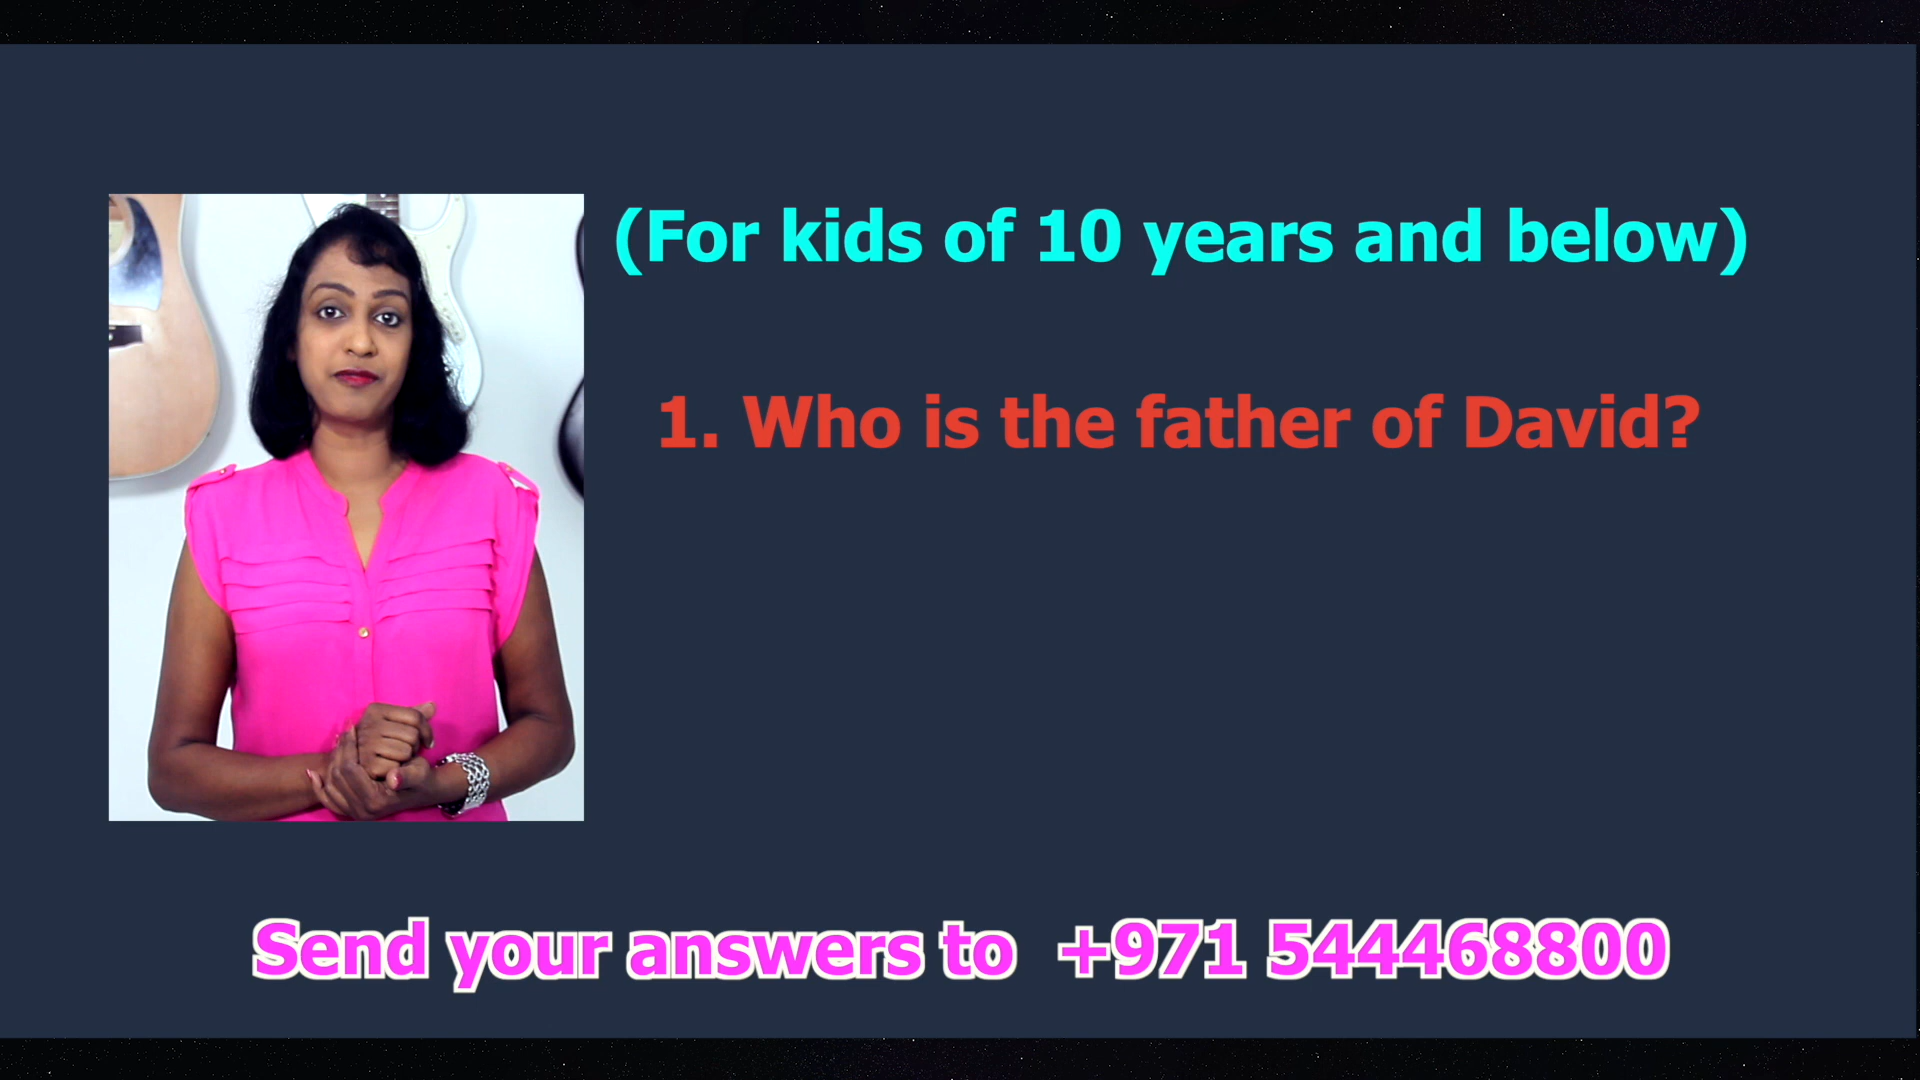 (For kids of 10 years and below)
1. Who is the father of David?
Send your answers to +971 544468800